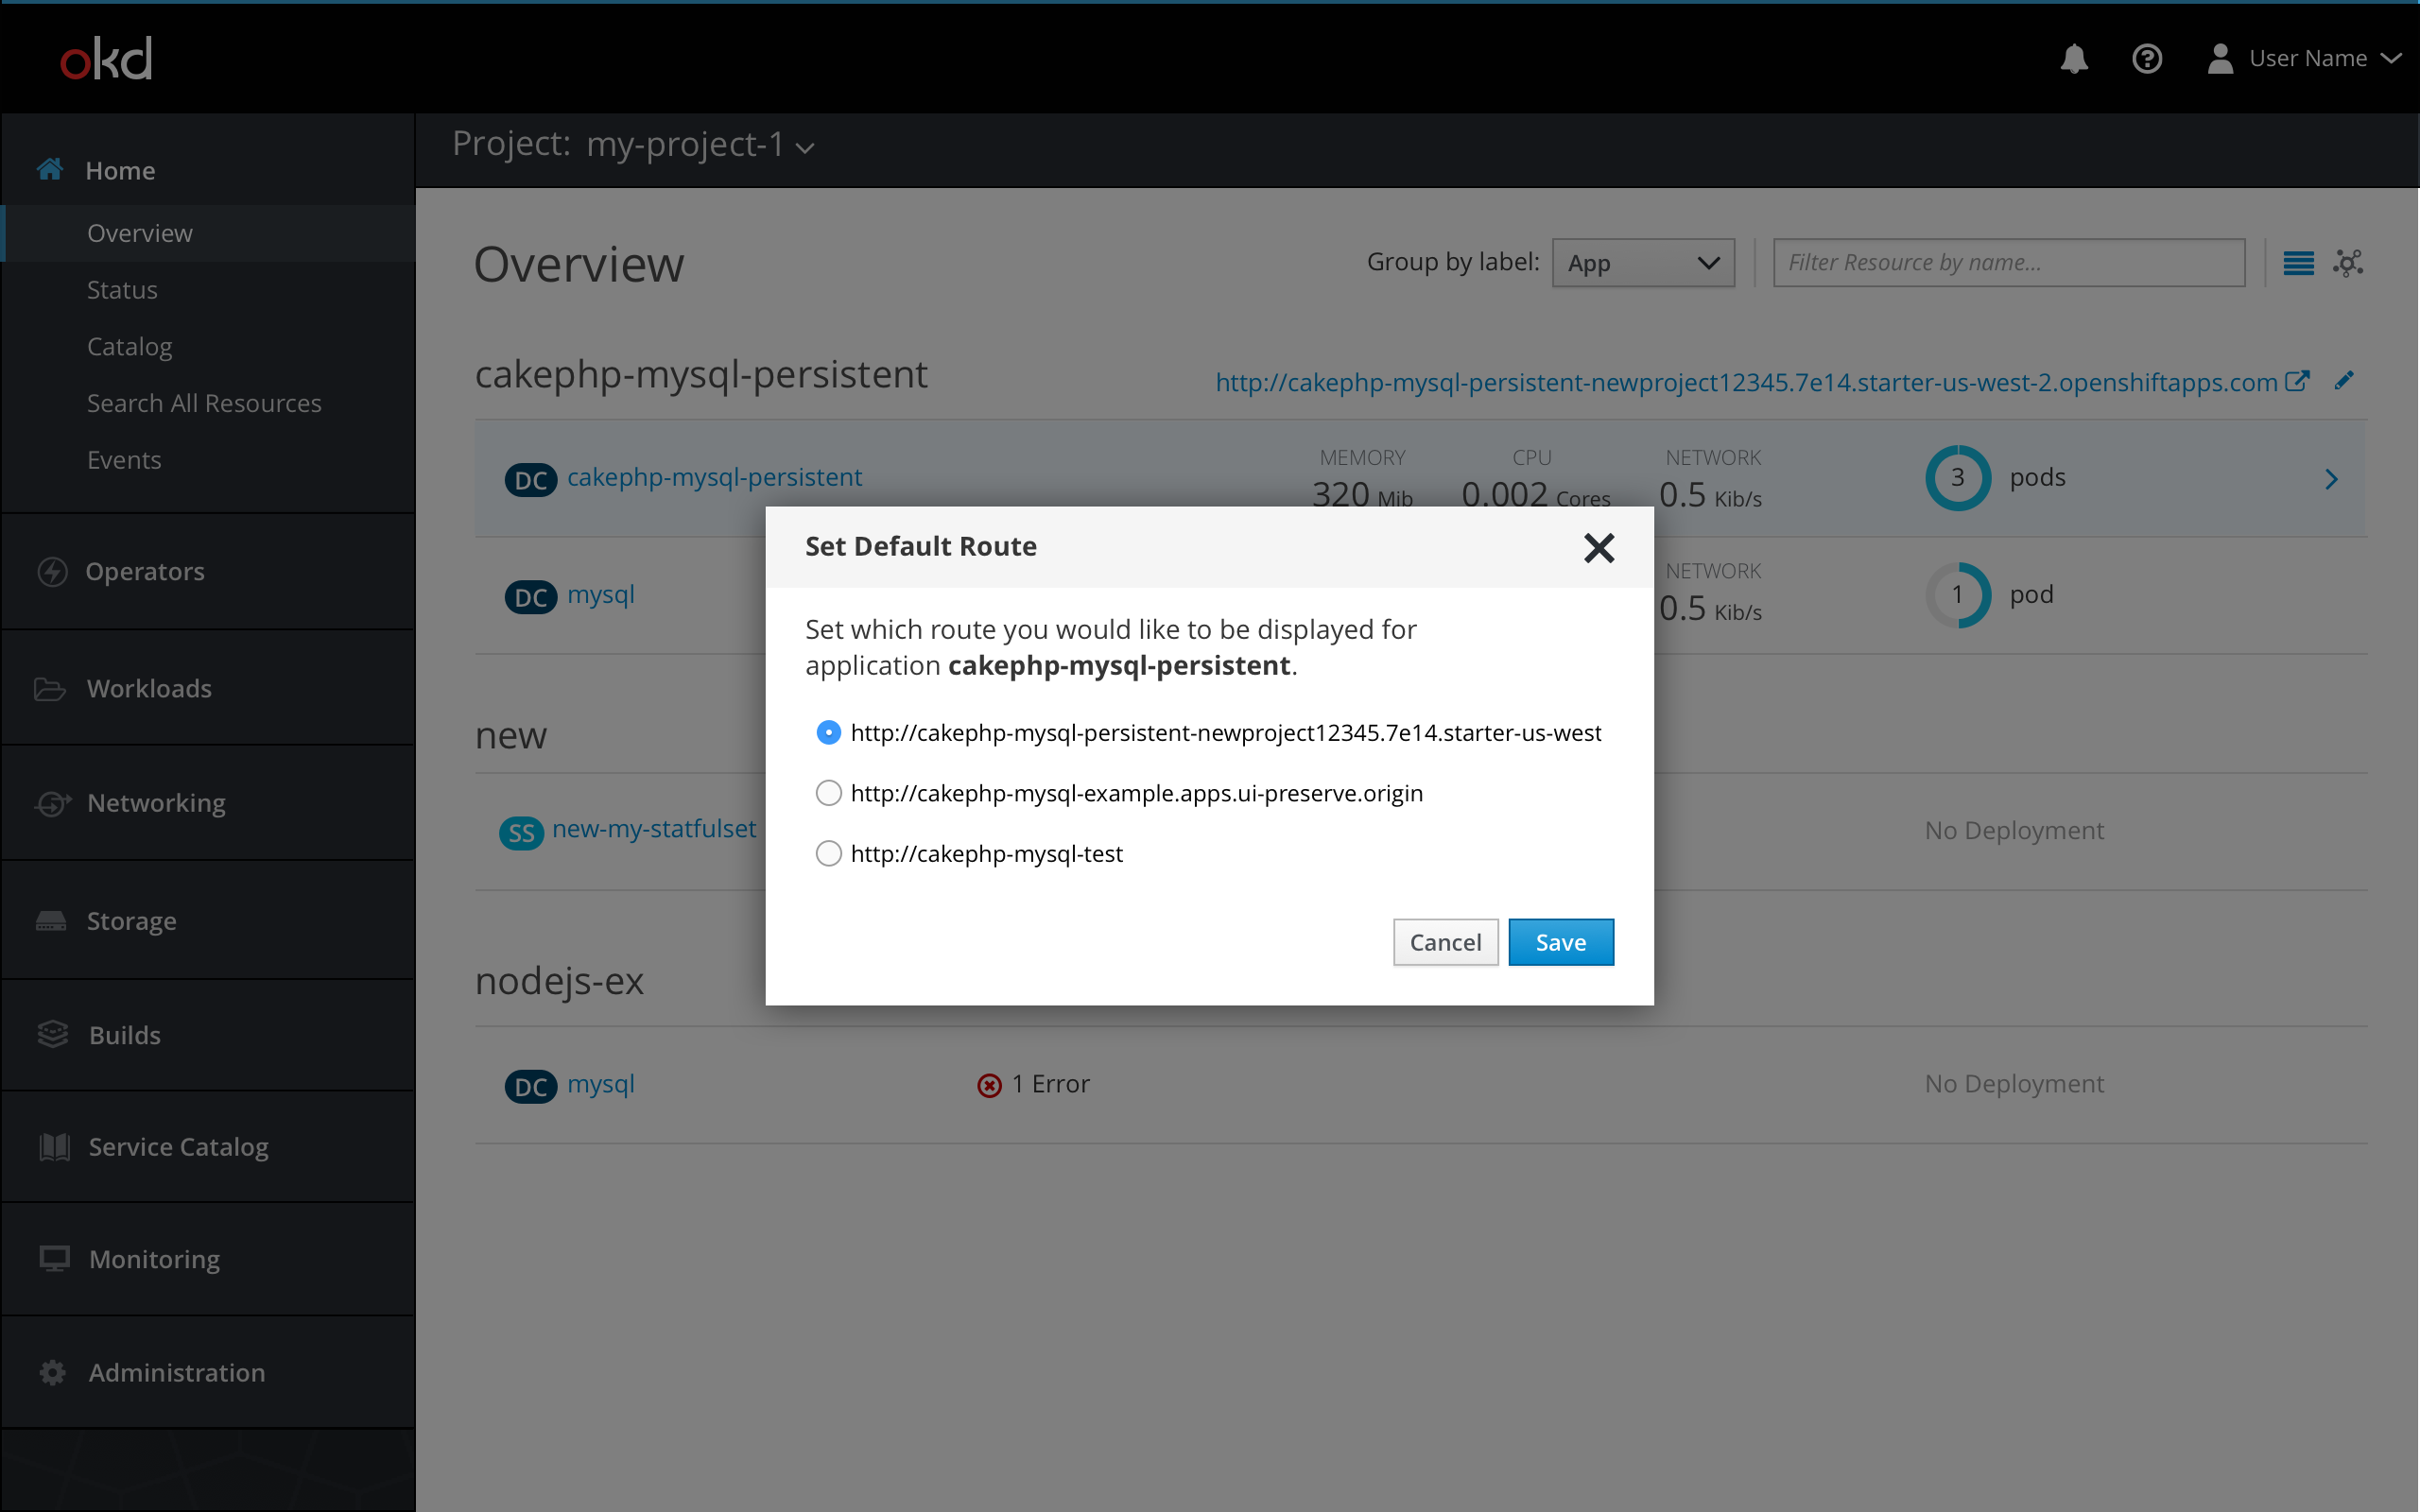 okd
User Name
Project: my-project-1
Home
Overview
Status
Catalog
Search All Resources
Events
Operators
Workloads
Networking
Storage
Builds
Service Catalog
Monitoring
Administration
Overview
Group by label: App
Filter Resource by name...
cakephp-mysql-persistent
http://cakephp-mysql-persistent-newproject12345.7e14.starter-us-west-2.openshiftapps.com
DC cakephp-mysql-persistent
MEMORY CPU NETWORK
320 Mib 0.002 Cores 0.5 Kib/s
3 pods
DC mysql
NETWORK
0.5 Kib/s
1 pod
new
SS new-my-statfulset
No Deployment
nodejs-ex
DC mysql
1 Error
No Deployment
Set Default Route
Set which route you would like to be displayed for
application cakephp-mysql-persistent.
http://cakephp-mysql-persistent-newproject12345.7e14.starter-us-west
http://cakephp-mysql-example.apps.ui-preserve.origin
http://cakephp-mysql-test
Cancel Save